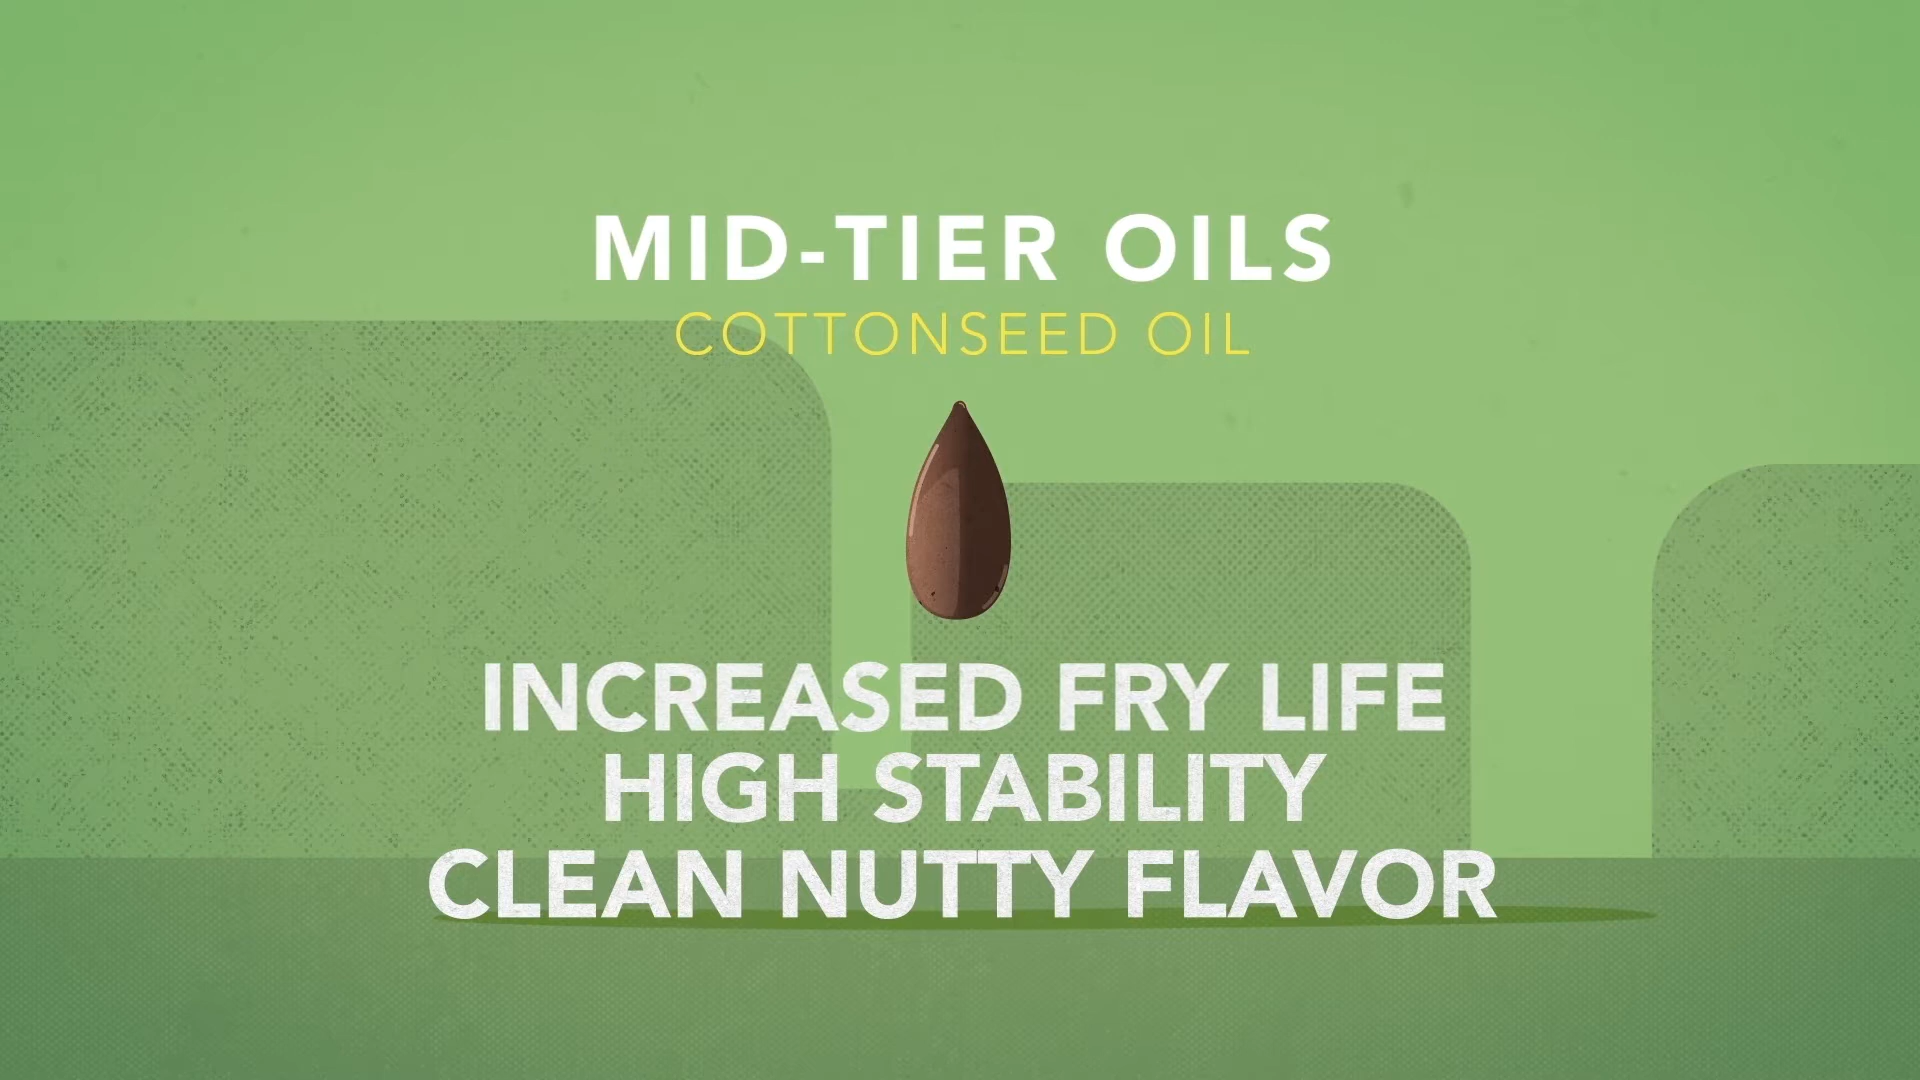 MID-TIER OILS
COTTONSEED OIL
INCREASED FRY LIFE
HIGH STABILITY
CLEAN NUTTY FLAVOR